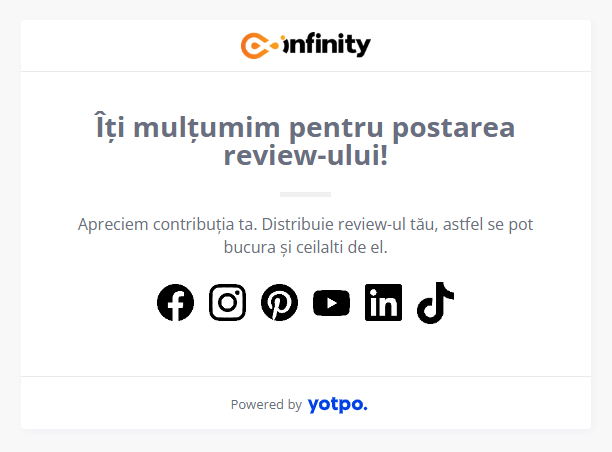 infinity
Îți mulțumim pentru postarea
review-ului!
Apreciem contribuția ta. Distribuie review-ul tău, astfel se pot
bucura și ceilalti de el.
Powered by yotpo.